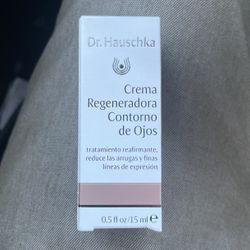 Dr. Hauschka
Crema
Regeneradora
Contorno
de Ojos
tratamiento reafirmante,
reduce las arrugas y finas
líneas de expresión
0.5 fl oz/15 ml e